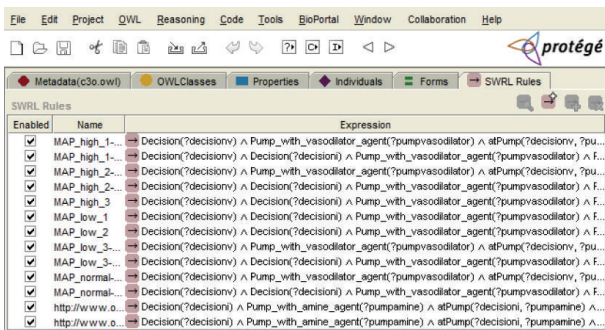 File Edit Project OWL Reasoning Code Tools BioPortal Window Collaboration Help
protégé
Metadata(c3o.owl) OWLClasses Properties Individuals Forms SWRL Rules
SWRL Rules
Enabled Name Expression
MAP_high_1-... → Decision(?decisionv) ∧ Pump_with_vasodilator_agent(?pumpvasodilator) ∧ atPump(?decisionv, ?pu...
MAP_high_1-... → Decision(?decisionv) ∧ Decision(?decisioni) ∧ Pump_with_vasodilator_agent(?pumpvasodilator) ∧ F...
MAP_high_2-... → Decision(?decisionv) ∧ Pump_with_vasodilator_agent(?pumpvasodilator) ∧ atPump(?decisionv, ?pu...
MAP_high_2-... → Decision(?decisionv) ∧ Decision(?decisioni) ∧ Pump_with_vasodilator_agent(?pumpvasodilator) ∧ F...
MAP_high_3 → Decision(?decisionv) ∧ Decision(?decisioni) ∧ Pump_with_vasodilator_agent(?pumpvasodilator) ∧ F...
MAP_low_1 → Decision(?decisionv) ∧ Decision(?decisioni) ∧ Pump_with_vasodilator_agent(?pumpvasodilator) ∧ F...
MAP_low_2 → Decision(?decisionv) ∧ Decision(?decisioni) ∧ Pump_with_vasodilator_agent(?pumpvasodilator) ∧ F...
MAP_low_3-... → Decision(?decisionv) ∧ Pump_with_vasodilator_agent(?pumpvasodilator) ∧ atPump(?decisionv, ?pu...
MAP_low_3-... → Decision(?decisionv) ∧ Decision(?decisioni) ∧ Pump_with_vasodilator_agent(?pumpvasodilator) ∧ F...
MAP_normal-... → Decision(?decisionv) ∧ Pump_with_vasodilator_agent(?pumpvasodilator) ∧ atPump(?decisionv, ?pu...
MAP_normal-... → Decision(?decisionv) ∧ Decision(?decisioni) ∧ Pump_with_vasodilator_agent(?pumpvasodilator) ∧ F...
http://www.o... → Decision(?decisioni) ∧ Pump_with_amine_agent(?pumpamine) ∧ atPump(?decisioni, ?pumpamine) ∧...
http://www.o... → Decision(?decisioni) ∧ Pump_with_amine_agent(?pumpamine) ∧ atPump(?decisioni, ?pumpamine) ∧...